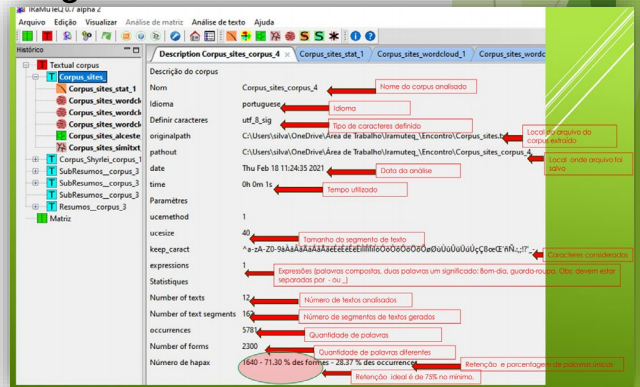 IRaMuTeQ 0.7 alpha 2
Arquivo Edição Visualizar Análise de matriz Análise de texto Ajuda
Histórico
Textual corpus
Corpus_sites_
Corpus_sites_stat_1
Corpus_sites_wordcl
Corpus_sites_wordcl
Corpus_sites_wordcl
Corpus_sites_alceste
Corpus_sites_simitxt
Corpus_Shyrlei_corpus_1
SubResumos__corpus_3
SubResumos__corpus_3
SubResumos__corpus_3
Resumos__corpus_3
Matriz
Description Corpus_sites_corpus_4 Corpus_sites_stat_1 Corpus_sites_wordcloud_1 Corpus_sites_wordc
Descrição do corpus
Nom Corpus_sites_corpus_4 Nome do corpus analisado
Idioma portuguese Idioma
Definir caracteres utf_8_sig Tipo de caracteres definido
originalpath C:\Users\silva\OneDrive\Área de Trabalho\Iramuteq_\Encontro\Corpus_sites.t Local do arquivo do corpus extraído
pathout C:\Users\silva\OneDrive\Área de Trabalho\Iramuteq_\Encontro\Corpus_sites_corpus_4 Local onde arquivo foi salvo
date Thu Feb 18 11:24:35 2021 Data da análise
time 0h 0m 1s Tempo utilizado
Paramètres
ucemethod 1
ucesize 40 Tamanho do segmento de texto
keep_caract Caracteres considerados
expressions 1 Expressões (palavras compostas, duas palavras um significado: Bom-dia, guarda-roupa. Obs: devem estar separadas por - ou _)
Statistiques
Number of texts 12 Número de textos analisados
Number of text segments 162 Número de segmentos de textos gerados
occurrences 5781 Quantidade de palavras
Number of forms 2300 Quantidade de palavras diferentes
Número de hapax 1640 - 71.30 % des formes - 28.37 % des occurrences Retenção e porcentagem de palavras únicas
Retenção ideal é de 75% no mínimo.